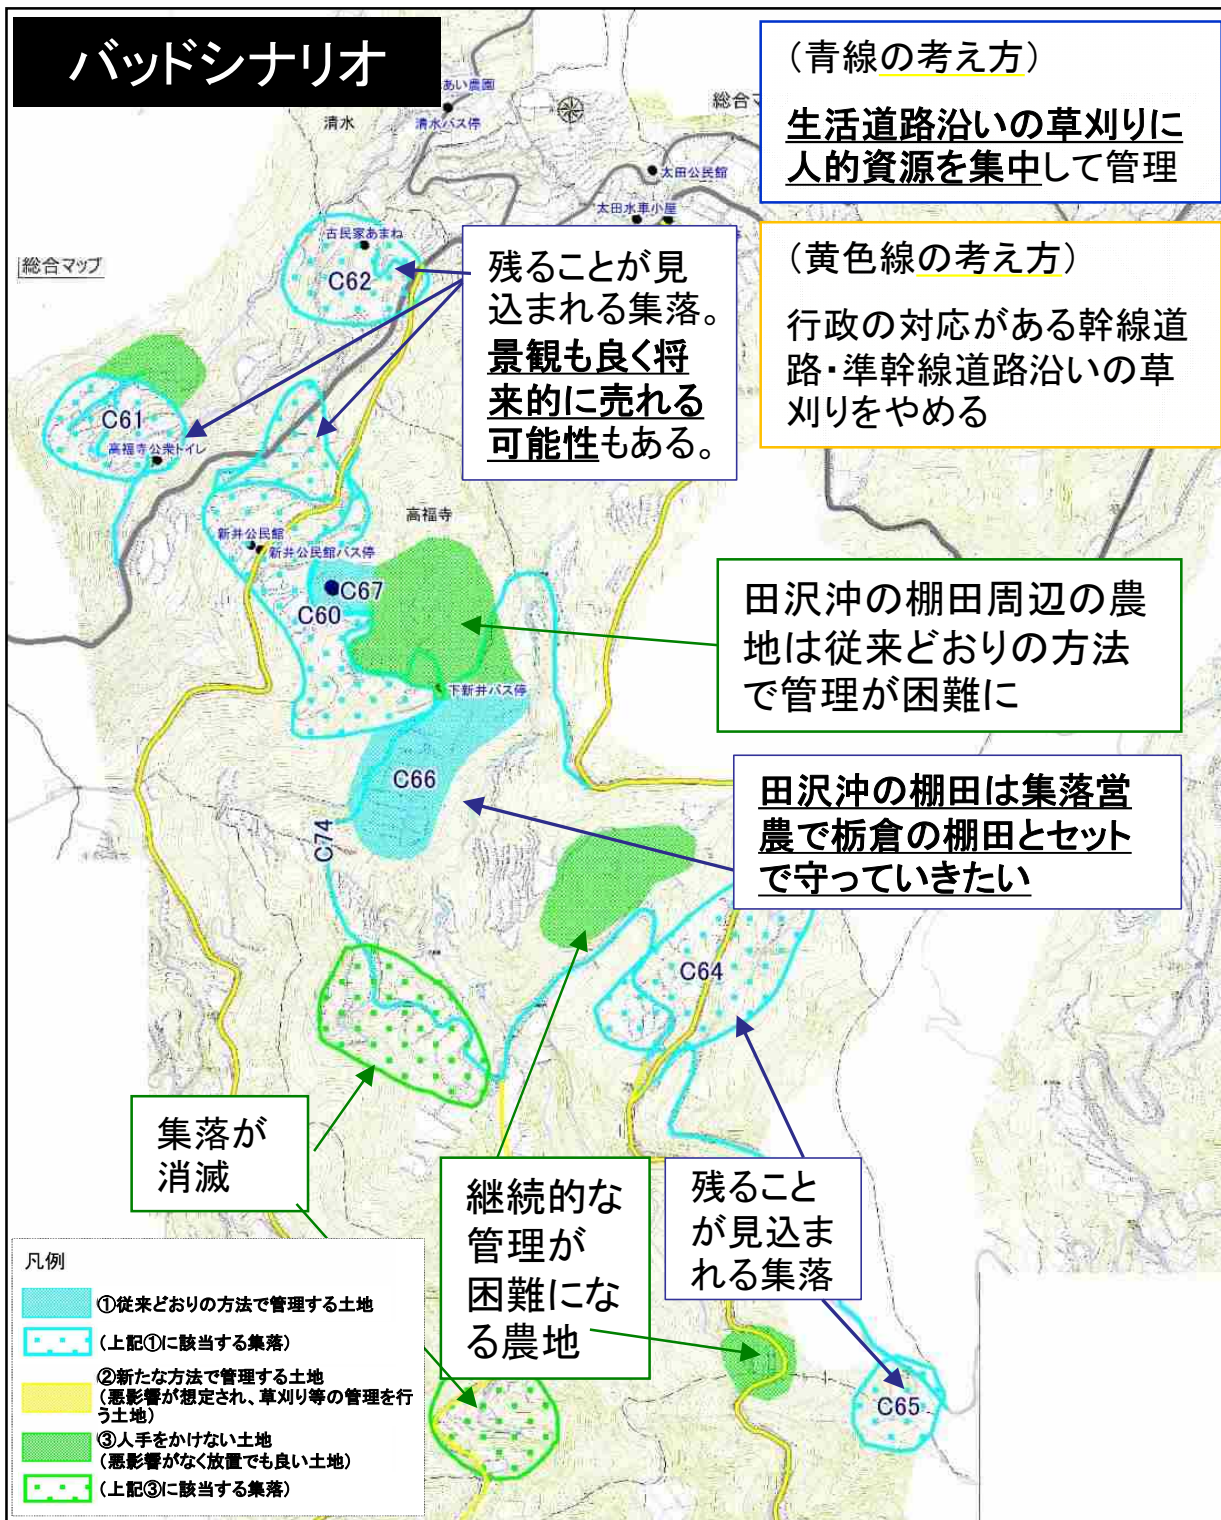 バッドシナリオ
(青線の考え方)
生活道路沿いの草刈りに
人的資源を集中して管理
(黄色線の考え方)
行政の対応がある幹線道
路・準幹線道路沿いの草
刈りをやめる
あい農園
清水バス停
清水
総合マ
太田公民館
太田水車小屋
古民家あまね
C62
総合マップ
残ることが見
込まれる集落。
景観も良く将
来的に売れる
可能性もある。
C61
高福寺公衆トイレ
高福寺
新井公民館
新井公民館バス停
C67
C60
田沢沖の棚田周辺の農
地は従来どおりの方法
で管理が困難に
下新井バス停
C66
田沢沖の棚田は集落営
農で栃倉の棚田とセット
で守っていきたい
C74
C64
集落が
消滅
継続的な
管理が
困難にな
る農地
残ること
が見込ま
れる集落
C65
凡例
①従来どおりの方法で管理する土地
(上記①に該当する集落)
②新たな方法で管理する土地
(悪影響が想定され、草刈り等の管理を行
う土地)
③人手をかけない土地
(悪影響がなく放置でも良い土地)
(上記③に該当する集落)